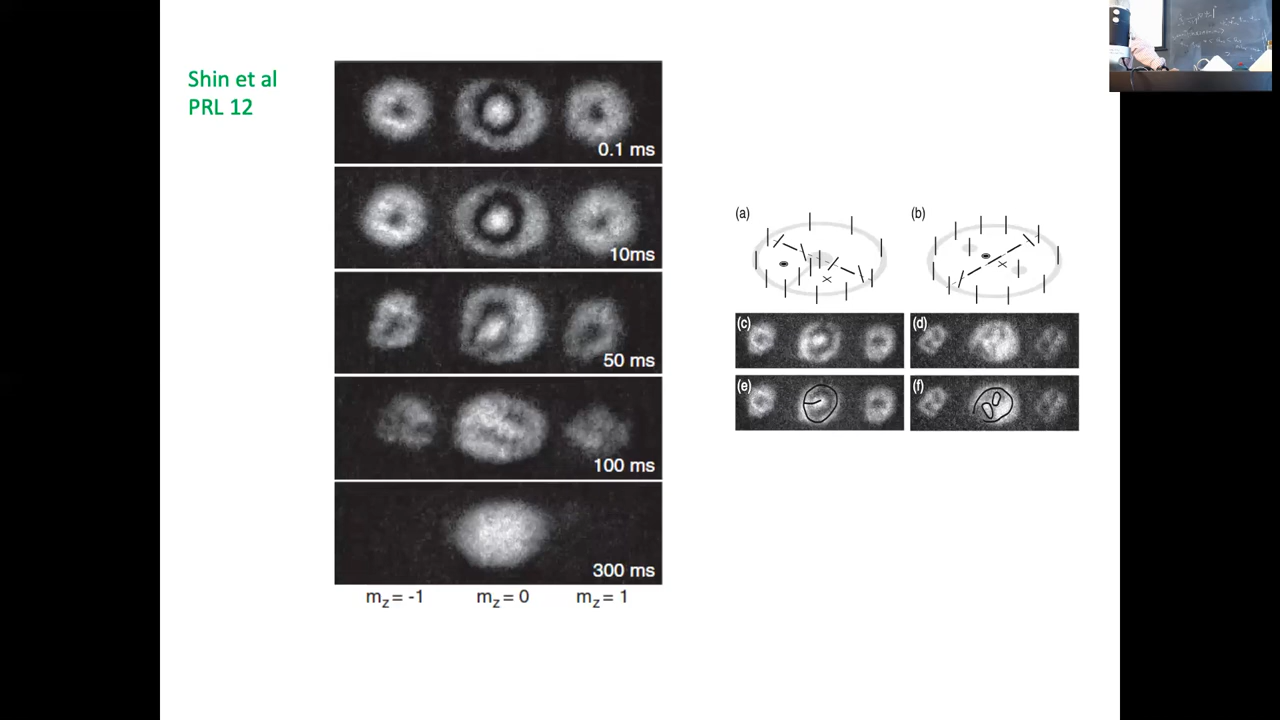 Shin et al
PRL 12
0.1 ms
10ms
50 ms
100 ms
300 ms
m_z = -1 m_z = 0 m_z = 1
(a) (b)
(c) (d)
(e) (f)